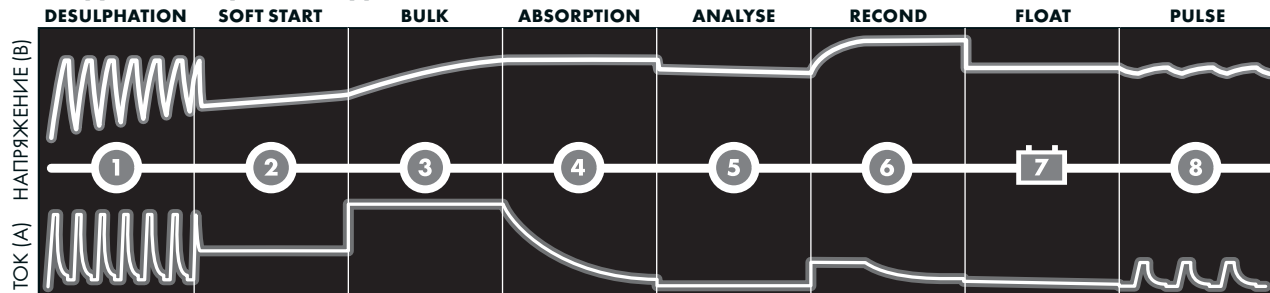 DESULPHATION SOFT START BULK ABSORPTION ANALYSE RECOND FLOAT PULSE
НАПРЯЖЕНИЕ (В)
1 2 3 4 5 6 7 8
ТОК (А)